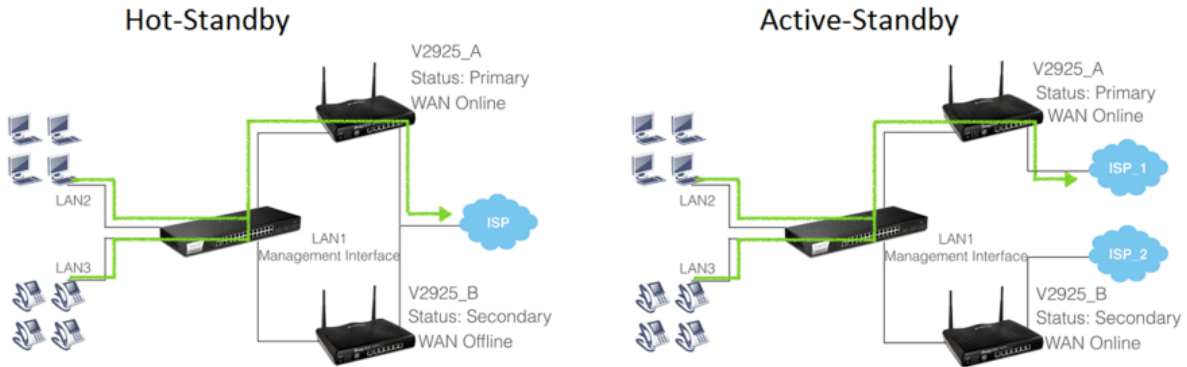 Hot-Standby
V2925_A
Status: Primary
WAN Online
LAN2
LAN3
LAN1
Management Interface
ISP
V2925_B
Status: Secondary
WAN Offline
Active-Standby
V2925_A
Status: Primary
WAN Online
ISP_1
LAN2
LAN3
LAN1
Management Interface
ISP_2
V2925_B
Status: Secondary
WAN Online